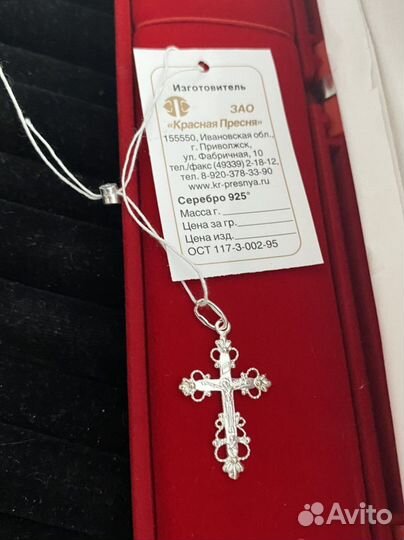 Изготовитель
ЗАО
«Красная Пресня»
155550, Ивановская обл.,
г. Приволжск,
ул. Фабричная, 10
тел./факс (49339) 2-18-12,
тел. 8-920-378-33-90
www.kr-presnya.ru
Серебро 925°
Масса г.
Цена за гр.
Цена изд.
ОСТ 117-3-002-95
Avito